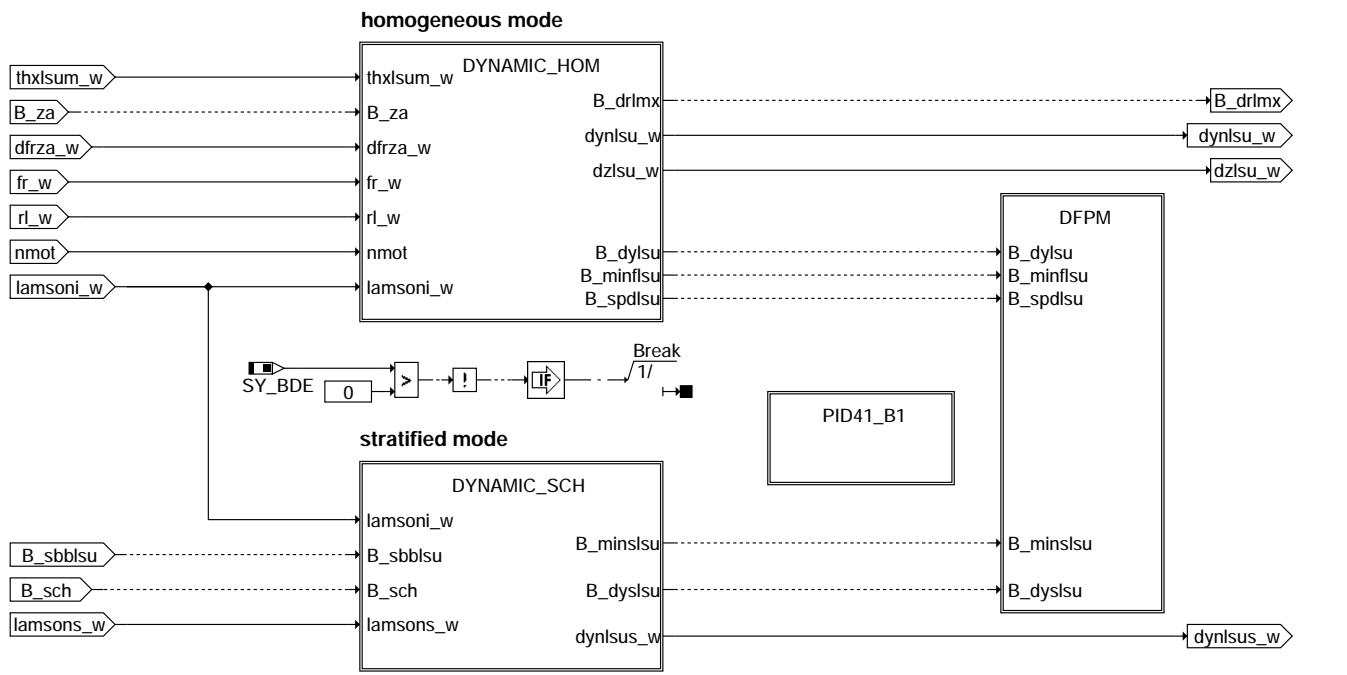 homogeneous mode
thxlsum_w
B_za
dfrza_w
fr_w
rl_w
nmot
lamsoni_w
DYNAMIC_HOM
thxlsum_w
B_za
dfrza_w
fr_w
rl_w
nmot
lamsoni_w
B_drlmx
dynlsu_w
dzlsu_w
B_dylsu
B_minflsu
B_spdlsu
B_drlmx
dynlsu_w
dzlsu_w
DFPM
B_dylsu
B_minflsu
B_spdlsu
B_minslsu
B_dyslsu
SY_BDE
0
>
!
IF
Break
1/
PID41_B1
stratified mode
DYNAMIC_SCH
B_sbblsu
B_sch
lamsons_w
lamsoni_w
B_sbblsu
B_sch
lamsons_w
B_minslsu
B_dyslsu
dynlsus_w
dynlsus_w